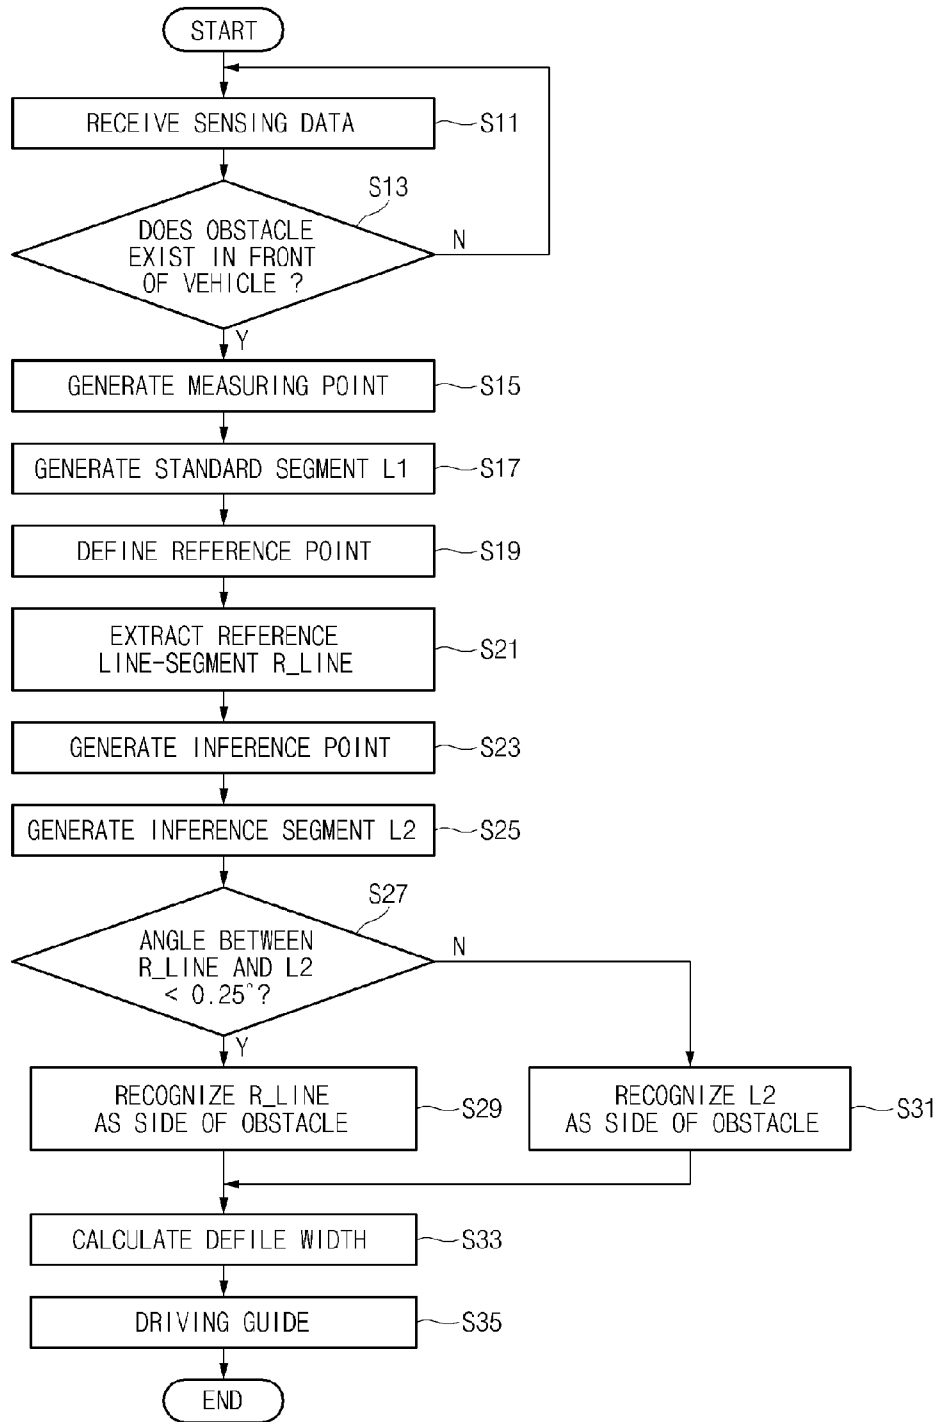 START
RECEIVE SENSING DATA
S11
S13
DOES OBSTACLE
EXIST IN FRONT
OF VEHICLE ?
N
Y
GENERATE MEASURING POINT
S15
GENERATE STANDARD SEGMENT L1
S17
DEFINE REFERENCE POINT
S19
EXTRACT REFERENCE
LINE-SEGMENT R_LINE
S21
GENERATE INFERENCE POINT
S23
GENERATE INFERENCE SEGMENT L2
S25
S27
ANGLE BETWEEN
R_LINE AND L2
< 0.25°?
N
Y
RECOGNIZE R_LINE
AS SIDE OF OBSTACLE
S29
RECOGNIZE L2
AS SIDE OF OBSTACLE
S31
CALCULATE DEFILE WIDTH
S33
DRIVING GUIDE
S35
END